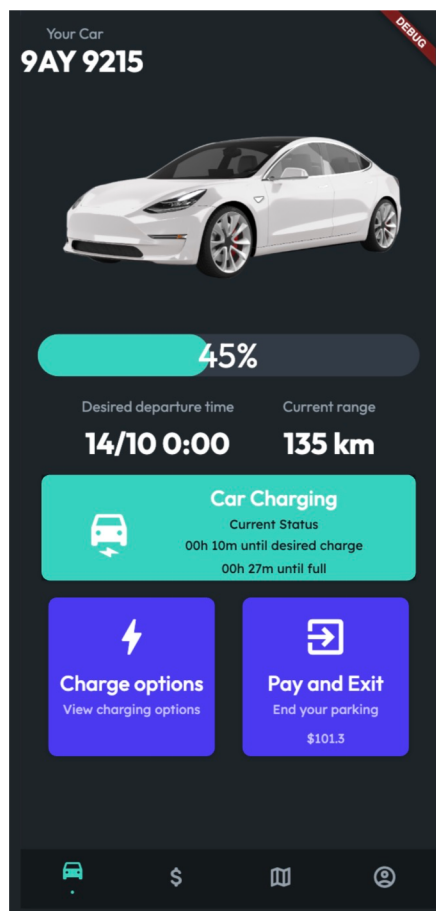 Your Car
9AY 9215
DEBUG
45%
Desired departure time
Current range
14/10 0:00
135 km
Car Charging
Current Status
00h 10m until desired charge
00h 27m until full
Charge options
View charging options
Pay and Exit
End your parking
$101.3